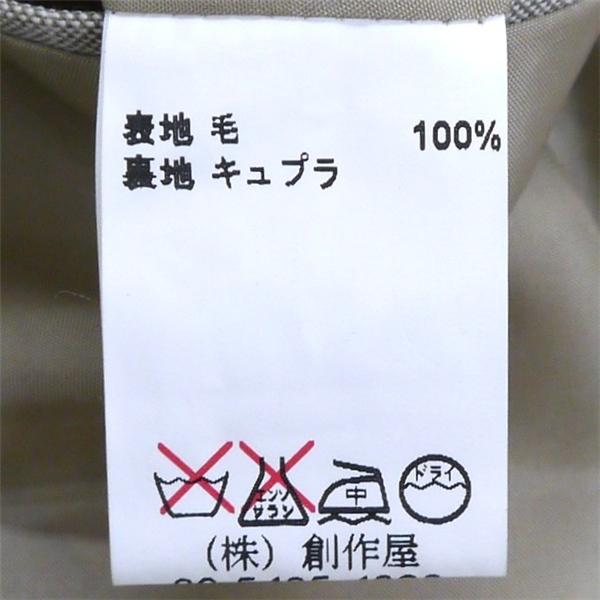 表地 毛 100%
裏地 キュプラ
エンソ サラシ 中 ドライ
(株) 創作屋